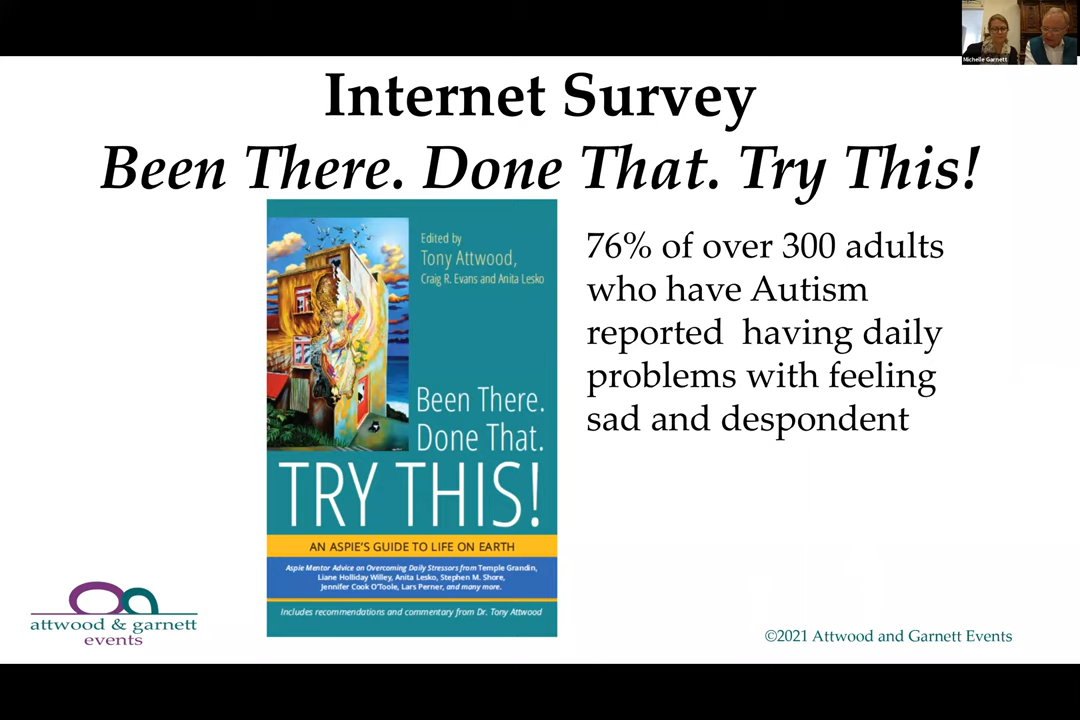 Michelle Garnett
Internet Survey
Been There. Done That. Try This!
Edited by
Tony Attwood,
Craig R. Evans and Anita Lesko
Been There.
Done That.
TRY THIS!
AN ASPIE'S GUIDE TO LIFE ON EARTH
Aspie Mentor Advice on Overcoming Daily Stressors from Temple Grandin,
Liane Holliday Willey, Anita Lesko, Stephen M. Shore,
Jennifer Cook O'Toole, Lars Perner, and many more.
Includes recommendations and commentary from Dr. Tony Attwood
76% of over 300 adults
who have Autism
reported having daily
problems with feeling
sad and despondent
attwood & garnett
events
©2021 Attwood and Garnett Events